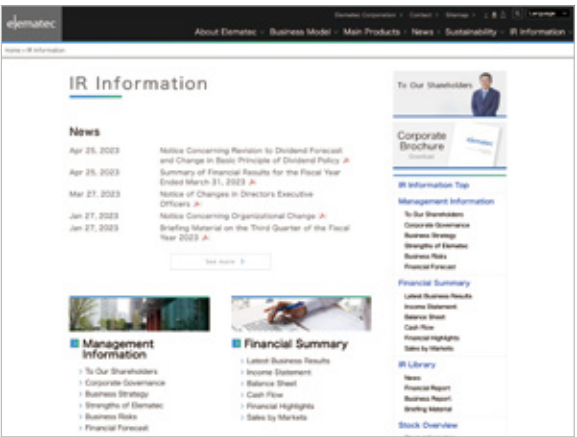 elematec
Elematec Corporation
Contact
Sitemap
Language
About Elematec
Business Model
Main Products
News
Sustainability
IR Information
Home > IR Information
IR Information
News
Apr 25, 2023 Notice Concerning Revision to Dividend Forecast
and Change in Basic Principle of Dividend Policy
Apr 25, 2023 Summary of Financial Results for the Fiscal Year
Ended March 31, 2023
Mar 27, 2023 Notice of Changes in Directors Executive
Officers
Jan 27, 2023 Notice Concerning Organizational Change
Jan 27, 2023 Briefing Material on the Third Quarter of the Fiscal
Year 2023
See more
Management
Information
To Our Shareholders
Corporate Governance
Business Strategy
Strengths of Elematec
Business Risks
Financial Forecast
Financial Summary
Latest Business Results
Income Statement
Balance Sheet
Cash Flow
Financial Highlights
Sales by Markets
To Our Shareholders
Corporate
Brochure
Download
elematec
IR Information Top
Management Information
To Our Shareholders
Corporate Governance
Business Strategy
Strengths of Elematec
Business Risks
Financial Forecast
Financial Summary
Latest Business Results
Income Statement
Balance Sheet
Cash Flow
Financial Highlights
Sales by Markets
IR Library
News
Financial Report
Business Report
Briefing Material
Stock Overview